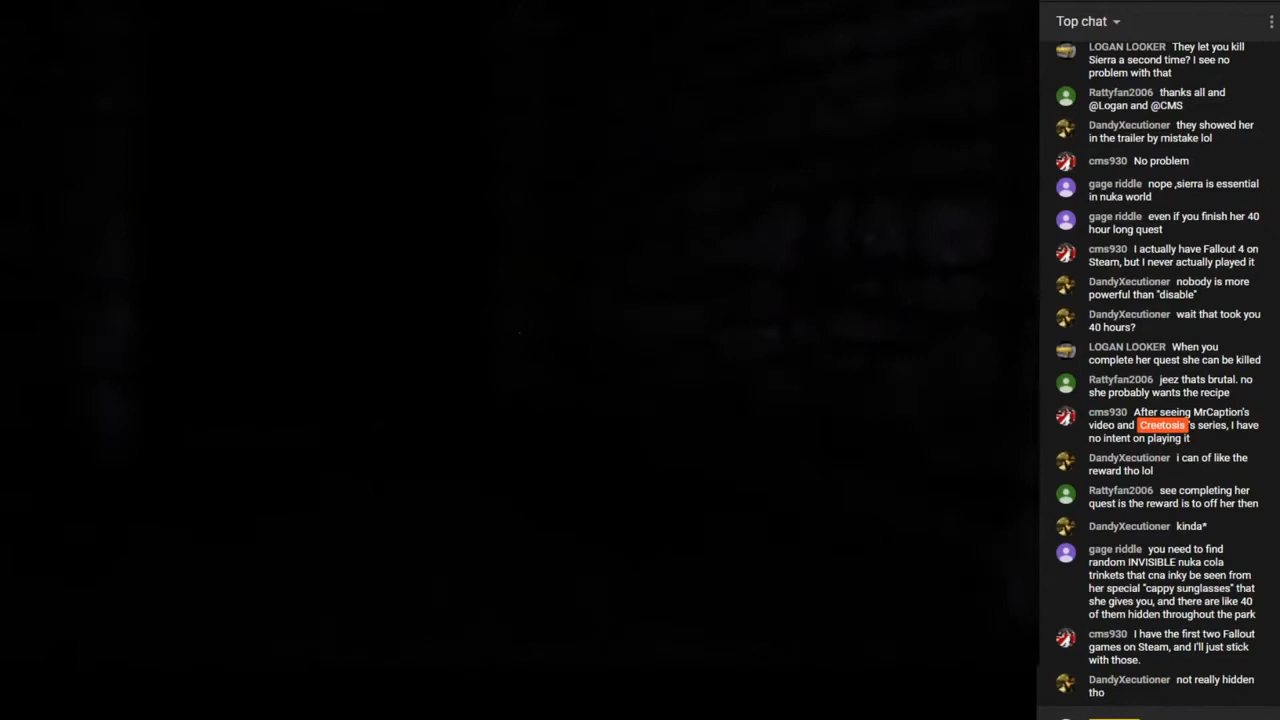 Top chat
LOGAN LOOKER They let you kill
Sierra a second time? I see no
problem with that
Rattyfan2006 thanks all and
@Logan and @CMS
DandyXecutioner they showed her
in the trailer by mistake lol
cms930 No problem
gage riddle nope ,sierra is essential
in nuka world
gage riddle even if you finish her 40
hour long quest
cms930 I actually have Fallout 4 on
Steam, but I never actually played it
DandyXecutioner nobody is more
powerful than "disable"
DandyXecutioner wait that took you
40 hours?
LOGAN LOOKER When you
complete her quest she can be killed
Rattyfan2006 jeez thats brutal. no
she probably wants the recipe
cms930 After seeing MrCaption's
video and Creetosis's series, I have
no intent on playing it
DandyXecutioner i can of like the
reward tho lol
Rattyfan2006 see completing her
quest is the reward is to off her then
DandyXecutioner kinda*
gage riddle you need to find
random INVISIBLE nuka cola
trinkets that cna inky be seen from
her special "cappy sunglasses" that
she gives you, and there are like 40
of them hidden throughout the park
cms930 I have the first two Fallout
games on Steam, and I'll just stick
with those.
DandyXecutioner not really hidden
tho